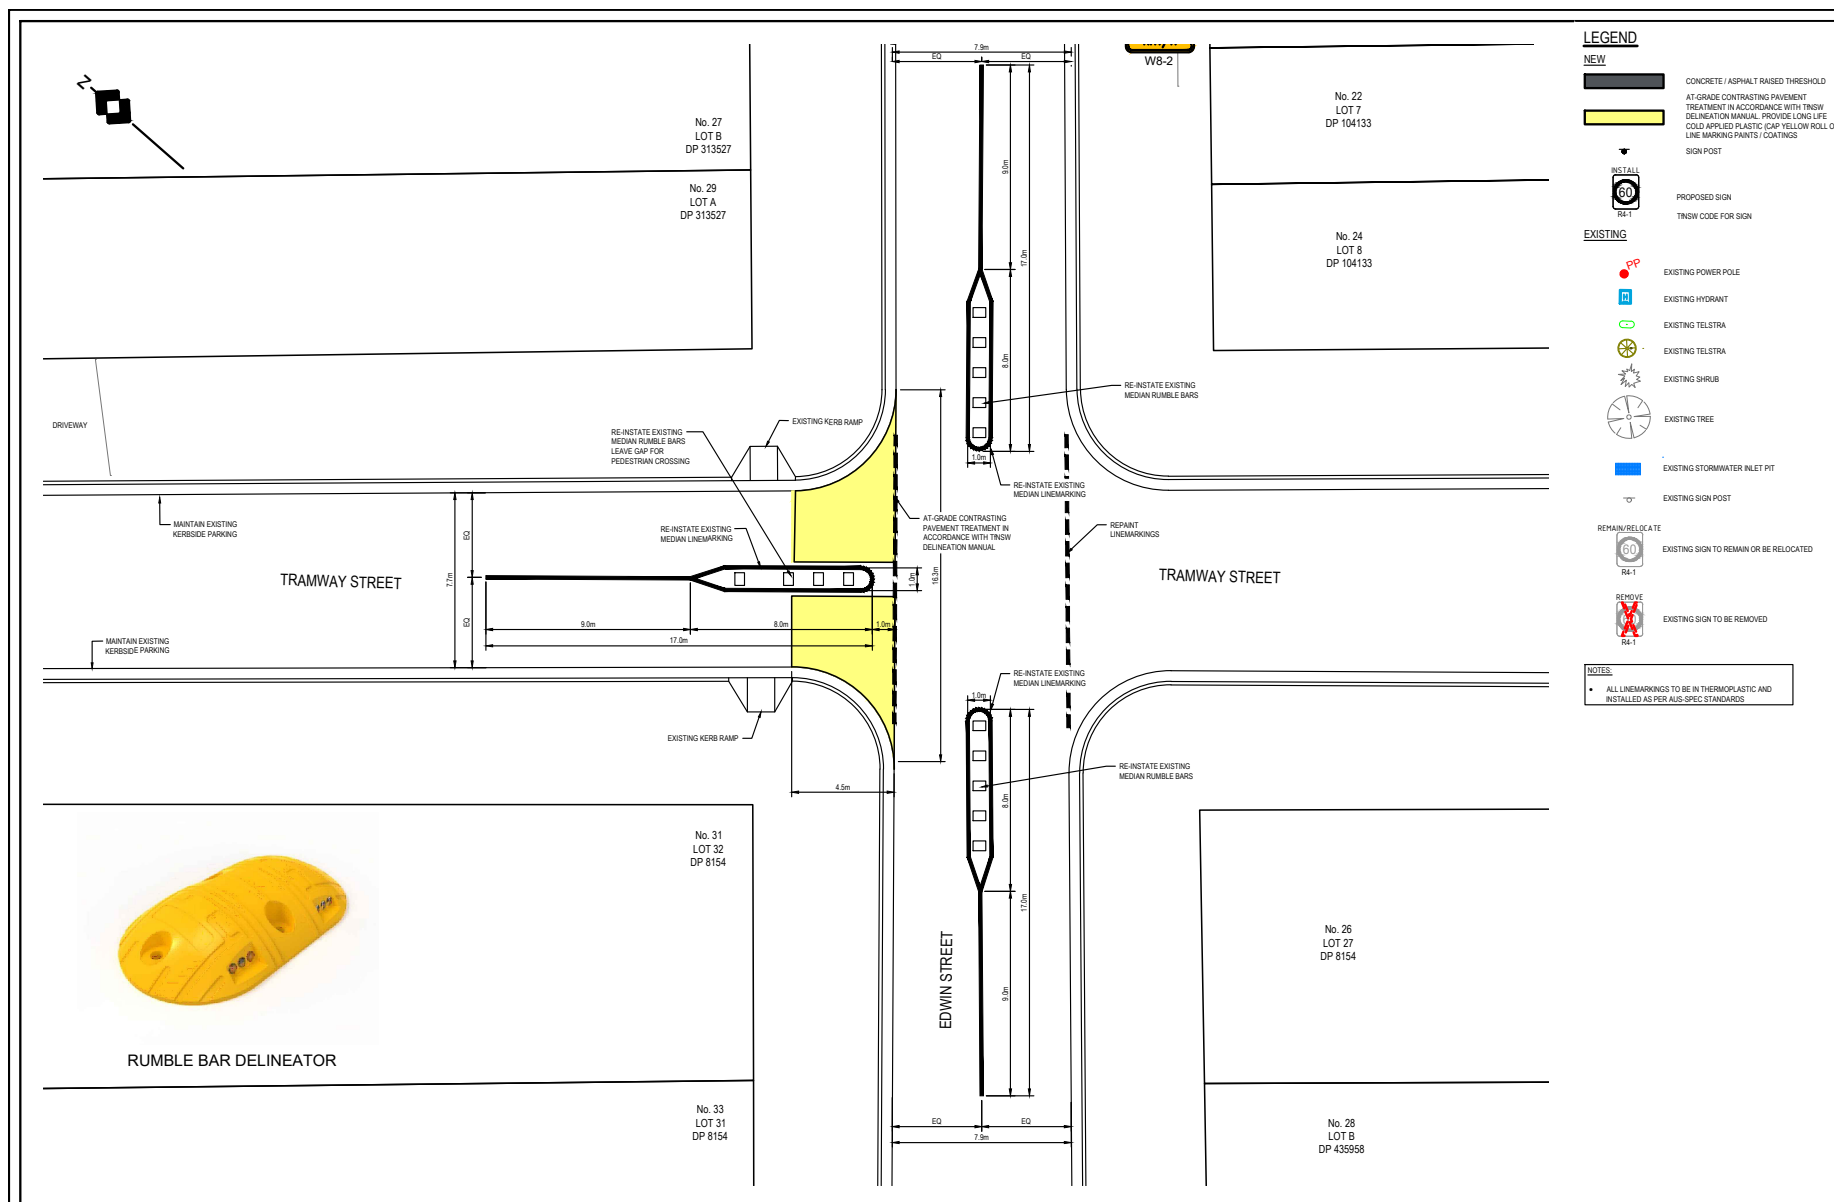 7.9m
EQ
EQ
W8-2
N
No. 27
LOT B
DP 313527
No. 29
LOT A
DP 313527
No. 22
LOT 7
DP 104133
No. 24
LOT 8
DP 104133
9.0m
17.0m
8.0m
1.0m
DRIVEWAY
EXISTING KERB RAMP
RE-INSTATE EXISTING
MEDIAN RUMBLE BARS
LEAVE GAP FOR
PEDESTRIAN CROSSING
RE-INSTATE EXISTING
MEDIAN RUMBLE BARS
RE-INSTATE EXISTING
MEDIAN LINEMARKING
MAINTAIN EXISTING
KERBSIDE PARKING
RE-INSTATE EXISTING
MEDIAN LINEMARKING
AT-GRADE CONTRASTING
PAVEMENT TREATMENT IN
ACCORDANCE WITH TfNSW
DELINEATION MANUAL
REPAINT
LINEMARKINGS
EQ
7.7m
EQ
TRAMWAY STREET
TRAMWAY STREET
1.0m
16.3m
9.0m
8.0m
1.0m
17.0m
MAINTAIN EXISTING
KERBSIDE PARKING
RE-INSTATE EXISTING
MEDIAN LINEMARKING
1.0m
EXISTING KERB RAMP
4.5m
RE-INSTATE EXISTING
MEDIAN RUMBLE BARS
8.0m
17.0m
9.0m
EDWIN STREET
No. 31
LOT 32
DP 8154
No. 26
LOT 27
DP 8154
RUMBLE BAR DELINEATOR
No. 33
LOT 31
DP 8154
No. 28
LOT B
DP 435958
EQ
EQ
7.9m
LEGEND
NEW
CONCRETE / ASPHALT RAISED THRESHOLD
AT-GRADE CONTRASTING PAVEMENT
TREATMENT IN ACCORDANCE WITH TfNSW
DELINEATION MANUAL. PROVIDE LONG LIFE
COLD APPLIED PLASTIC (CAP YELLOW ROLL O
LINE MARKING PAINTS / COATINGS
SIGN POST
INSTALL
60
R4-1
PROPOSED SIGN
TfNSW CODE FOR SIGN
EXISTING
PP
EXISTING POWER POLE
H
EXISTING HYDRANT
EXISTING TELSTRA
EXISTING TELSTRA
EXISTING SHRUB
EXISTING TREE
EXISTING STORMWATER INLET PIT
EXISTING SIGN POST
REMAIN/RELOCATE
60
R4-1
EXISTING SIGN TO REMAIN OR BE RELOCATED
REMOVE
R4-1
EXISTING SIGN TO BE REMOVED
NOTES:
• ALL LINEMARKINGS TO BE IN THERMOPLASTIC AND
INSTALLED AS PER AUS-SPEC STANDARDS